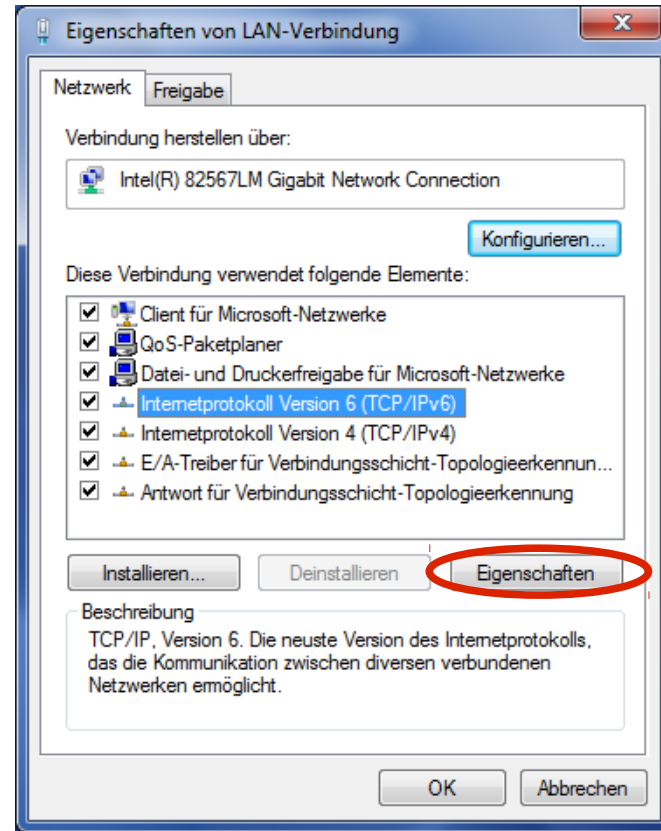 Eigenschaften von LAN-Verbindung
Netzwerk
Freigabe
Verbindung herstellen über:
Intel(R) 82567LM Gigabit Network Connection
Konfigurieren...
Diese Verbindung verwendet folgende Elemente:
Client für Microsoft-Netzwerke
QoS-Paketplaner
Datei- und Druckerfreigabe für Microsoft-Netzwerke
Internetprotokoll Version 6 (TCP/IPv6)
Internetprotokoll Version 4 (TCP/IPv4)
E/A-Treiber für Verbindungsschicht-Topologieerkennun...
Antwort für Verbindungsschicht-Topologieerkennung
Installieren...
Deinstallieren
Eigenschaften
Beschreibung
TCP/IP, Version 6. Die neuste Version des Internetprotokolls,
das die Kommunikation zwischen diversen verbundenen
Netzwerken ermöglicht.
OK
Abbrechen